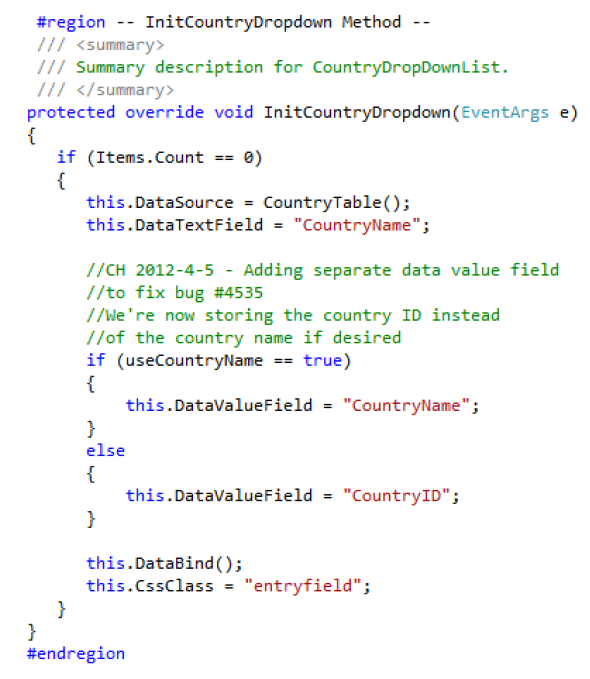 #region -- InitCountryDropdown Method --
/// <summary>
/// Summary description for CountryDropDownList.
/// </summary>
protected override void InitCountryDropdown(EventArgs e)
{
if (Items.Count == 0)
{
this.DataSource = CountryTable();
this.DataTextField = "CountryName";
//CH 2012-4-5 - Adding separate data value field
//to fix bug #4535
//We're now storing the country ID instead
//of the country name if desired
if (useCountryName == true)
{
this.DataValueField = "CountryName";
}
else
{
this.DataValueField = "CountryID";
}
this.DataBind();
this.CssClass = "entryfield";
}
}
#endregion